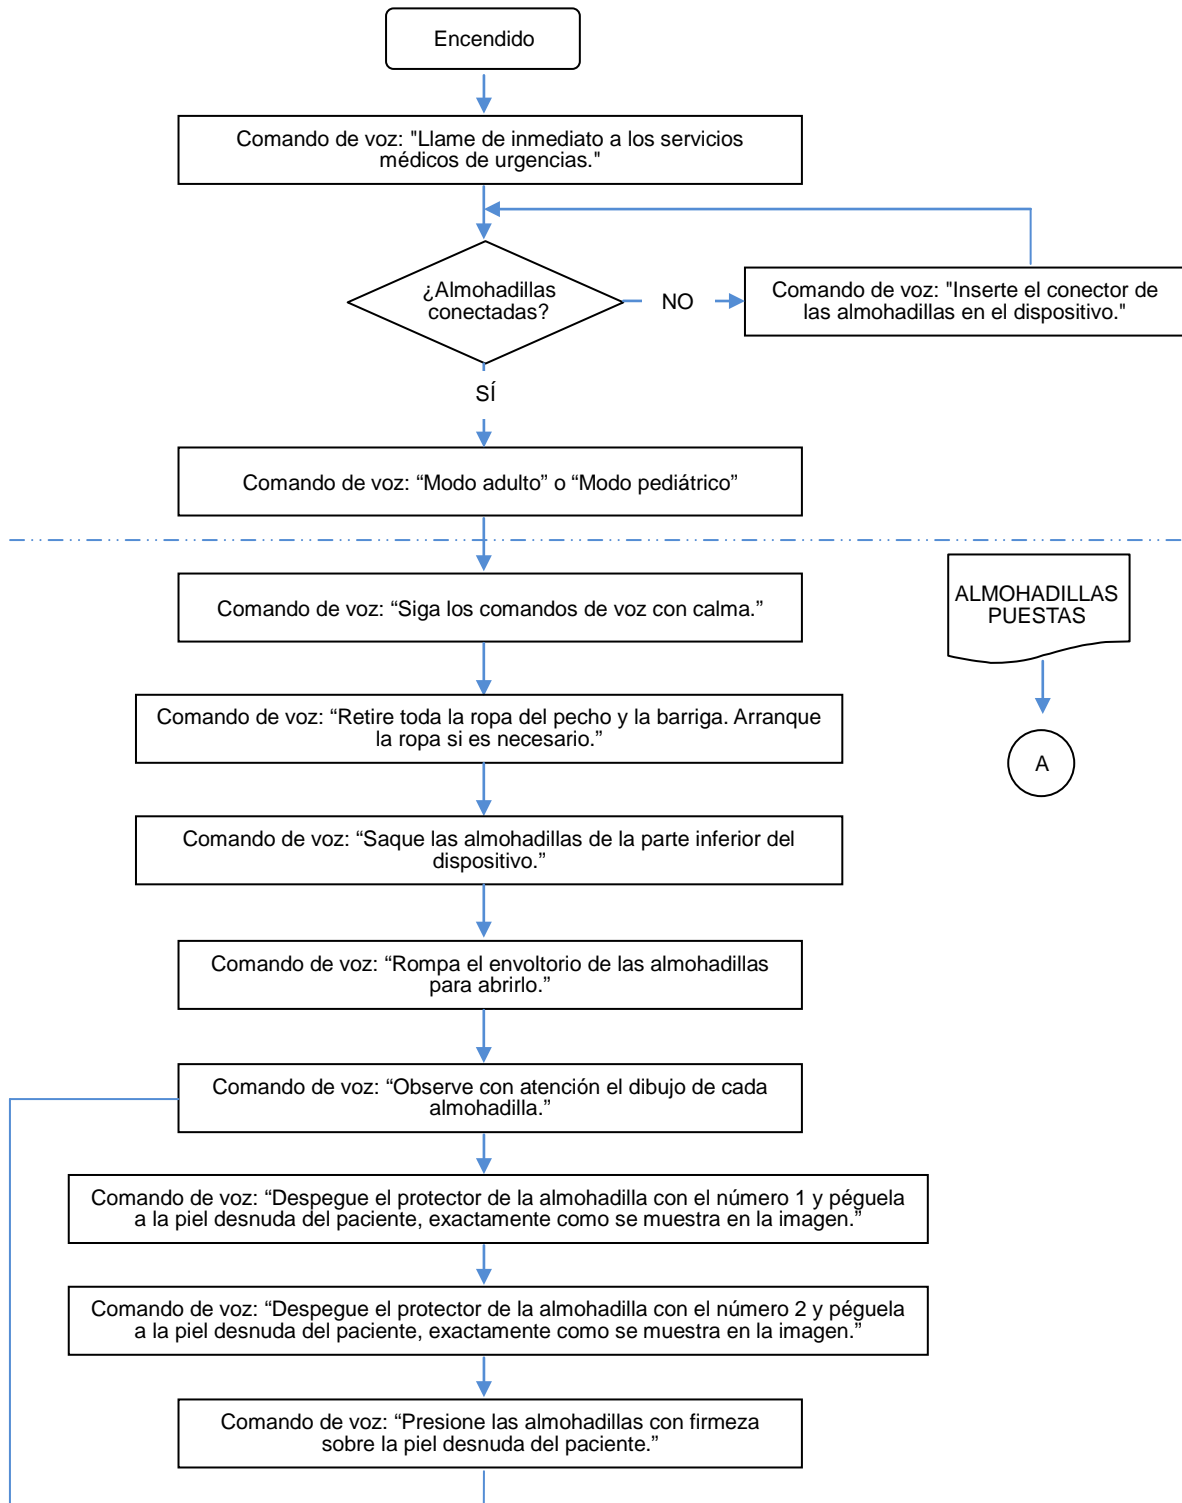 Encendido
Comando de voz: "Llame de inmediato a los servicios
médicos de urgencias."
¿Almohadillas
conectadas?
NO
Comando de voz: "Inserte el conector de
las almohadillas en el dispositivo."
SÍ
Comando de voz: “Modo adulto” o “Modo pediátrico”
Comando de voz: “Siga los comandos de voz con calma.”
ALMOHADILLAS
PUESTAS
Comando de voz: “Retire toda la ropa del pecho y la barriga. Arranque
la ropa si es necesario.”
A
Comando de voz: “Saque las almohadillas de la parte inferior del
dispositivo.”
Comando de voz: “Rompa el envoltorio de las almohadillas
para abrirlo.”
Comando de voz: “Observe con atención el dibujo de cada
almohadilla.”
Comando de voz: “Despegue el protector de la almohadilla con el número 1 y péguela
a la piel desnuda del paciente, exactamente como se muestra en la imagen.”
Comando de voz: “Despegue el protector de la almohadilla con el número 2 y péguela
a la piel desnuda del paciente, exactamente como se muestra en la imagen.”
Comando de voz: “Presione las almohadillas con firmeza
sobre la piel desnuda del paciente.”